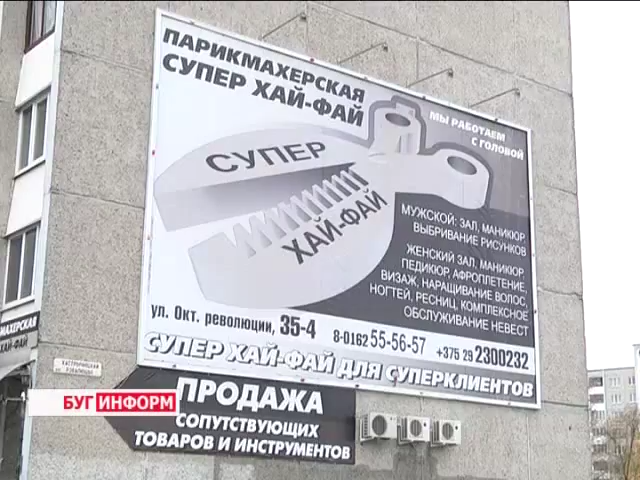 ПАРИКМАХЕРСКАЯ
СУПЕР ХАЙ-ФАЙ
МЫ РАБОТАЕМ
С ГОЛОВОЙ
СУПЕР
ХАЙ-ФАЙ
МУЖСКОЙ: ЗАЛ, МАНИКЮР,
ВЫБРИВАНИЕ РИСУНКОВ
ЖЕНСКИЙ ЗАЛ, МАНИКЮР,
ПЕДИКЮР, АФРОПЛЕТЕНИЕ,
ВИЗАЖ, НАРАЩИВАНИЕ ВОЛОС,
НОГТЕЙ, РЕСНИЦ, КОМПЛЕКСНОЕ
ОБСЛУЖИВАНИЕ НЕВЕСТ
ул. Окт. революции, 35-4
8-0162 55-56-57
+375 29 2300232
СУПЕР ХАЙ-ФАЙ ДЛЯ СУПЕРКЛИЕНТОВ
ПРОДАЖА
СОПУТСТВУЮЩИХ
ТОВАРОВ И ИНСТРУМЕНТОВ
БУГ ИНФОРМ